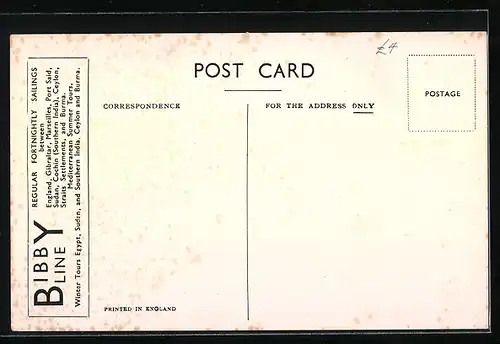 £4
POST CARD
CORRESPONDENCE
FOR THE ADDRESS ONLY
POSTAGE
BIBBY
LINE
REGULAR FORTNIGHTLY SAILINGS
between
England, Gibraltar, Marseilles, Port Said,
Sudan, Cochin (Southern India), Ceylon,
Straits Settlements, and Burma.
Mediterranean Summer Tours.
Winter Tours Egypt, Sudan, and Southern India, Ceylon and Burma.
PRINTED IN ENGLAND